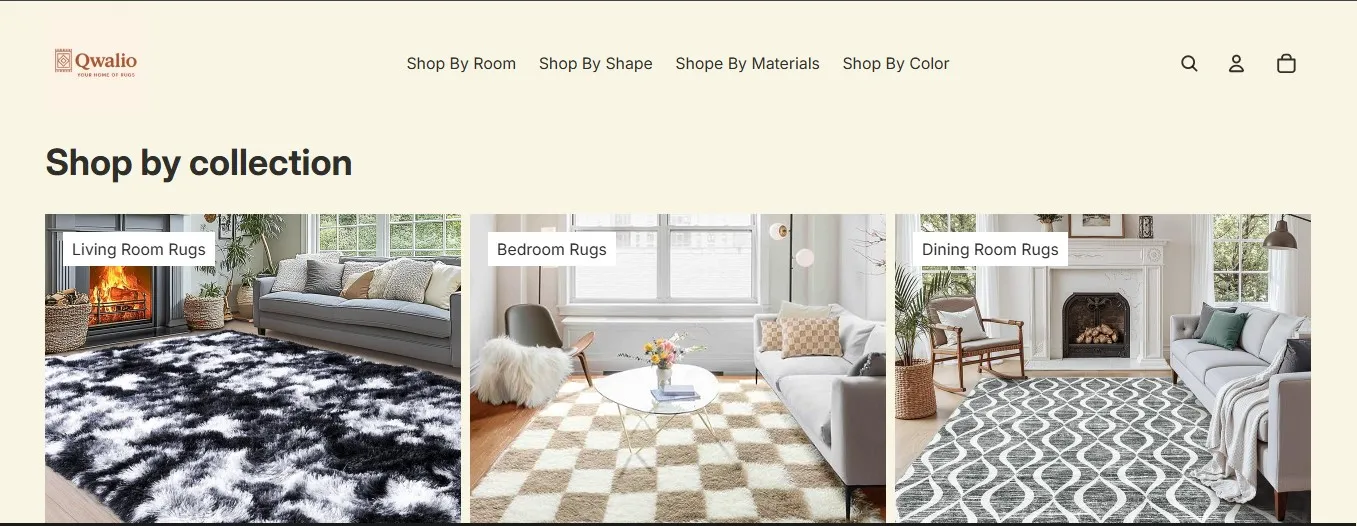 Qwalio
YOUR HOME OF RUGS
Shop By Room
Shop By Shape
Shope By Materials
Shop By Color
Shop by collection
Living Room Rugs
Bedroom Rugs
Dining Room Rugs